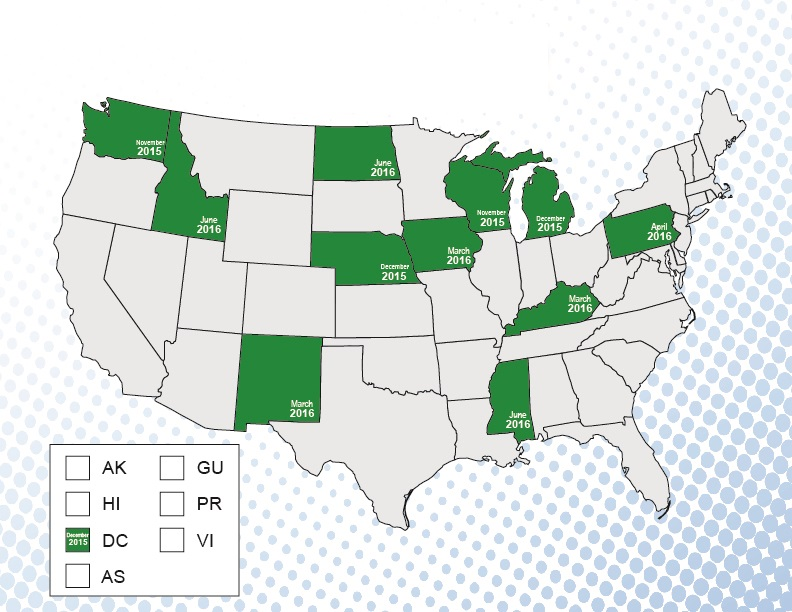 November
2015
June
2016
June
2016
November
2015
December
2015
April
2016
March
2016
December
2015
March
2016
March
2016
June
2016
AK
GU
HI
PR
December
2015
DC
VI
AS